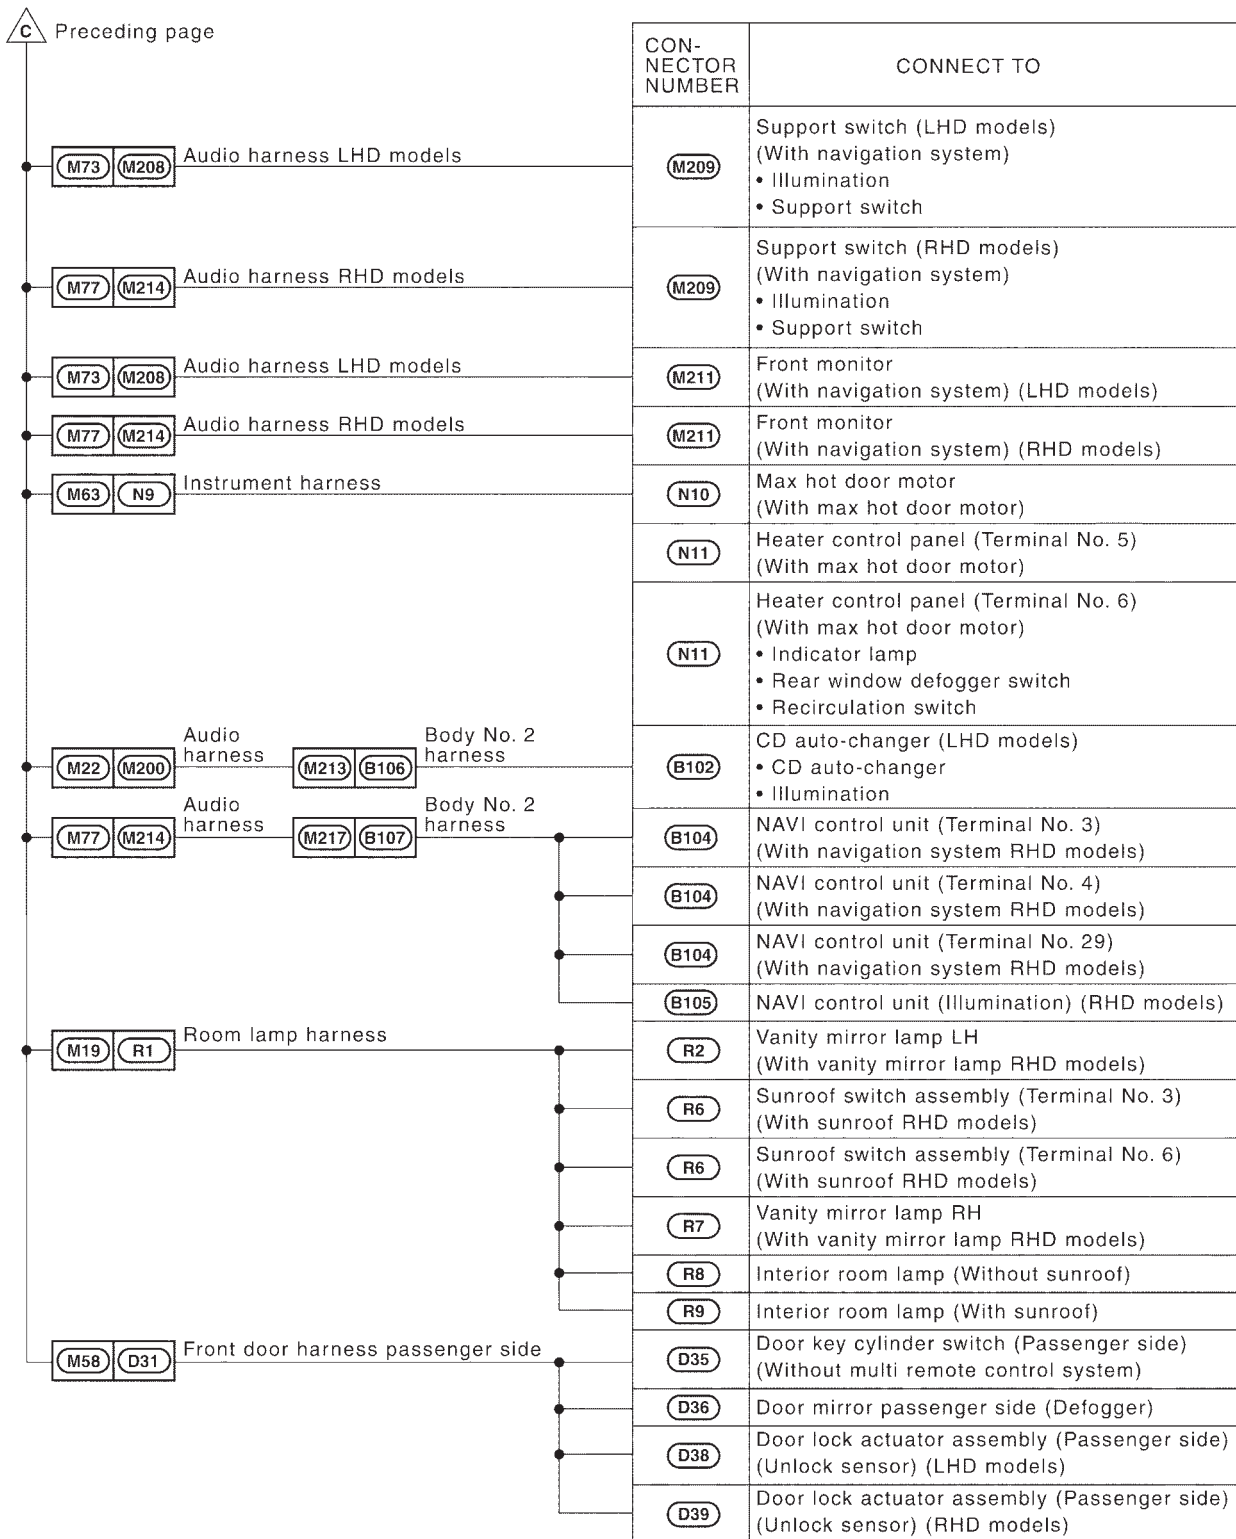 C Preceding page
CON-
NECTOR
NUMBER
CONNECT TO
M73 M208 Audio harness LHD models
M209
Support switch (LHD models)
(With navigation system)
• Illumination
• Support switch
M77 M214 Audio harness RHD models
M209
Support switch (RHD models)
(With navigation system)
• Illumination
• Support switch
M73 M208 Audio harness LHD models
M211
Front monitor
(With navigation system) (LHD models)
M77 M214 Audio harness RHD models
M211
Front monitor
(With navigation system) (RHD models)
M63 N9 Instrument harness
N10
Max hot door motor
(With max hot door motor)
N11
Heater control panel (Terminal No. 5)
(With max hot door motor)
N11
Heater control panel (Terminal No. 6)
(With max hot door motor)
• Indicator lamp
• Rear window defogger switch
• Recirculation switch
M22 M200
Audio
harness
M213 B106
Body No. 2
harness
B102
CD auto-changer (LHD models)
• CD auto-changer
• Illumination
M77 M214
Audio
harness
M217 B107
Body No. 2
harness
B104
NAVI control unit (Terminal No. 3)
(With navigation system RHD models)
B104
NAVI control unit (Terminal No. 4)
(With navigation system RHD models)
B104
NAVI control unit (Terminal No. 29)
(With navigation system RHD models)
B105
NAVI control unit (Illumination) (RHD models)
M19 R1 Room lamp harness
R2
Vanity mirror lamp LH
(With vanity mirror lamp RHD models)
R6
Sunroof switch assembly (Terminal No. 3)
(With sunroof RHD models)
R6
Sunroof switch assembly (Terminal No. 6)
(With sunroof RHD models)
R7
Vanity mirror lamp RH
(With vanity mirror lamp RHD models)
R8
Interior room lamp (Without sunroof)
R9
Interior room lamp (With sunroof)
M58 D31 Front door harness passenger side
D35
Door key cylinder switch (Passenger side)
(Without multi remote control system)
D36
Door mirror passenger side (Defogger)
D38
Door lock actuator assembly (Passenger side)
(Unlock sensor) (LHD models)
D39
Door lock actuator assembly (Passenger side)
(Unlock sensor) (RHD models)